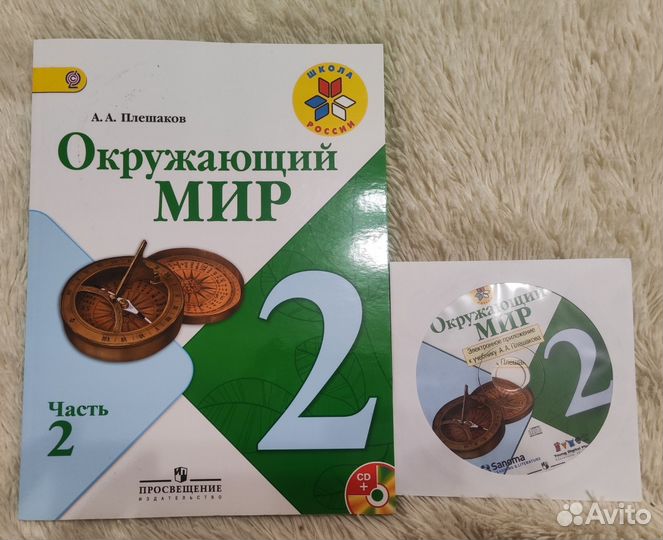 ШКОЛА
РОССИИ
А. А. Плешаков
Окружающий
МИР
2
Часть
2
ПРОСВЕЩЕНИЕ
ИЗДАТЕЛЬСТВО
CD
+
Окружающий
МИР
Электронное приложение
к учебнику А. А. Плешакова
2
Sanoma
Avito